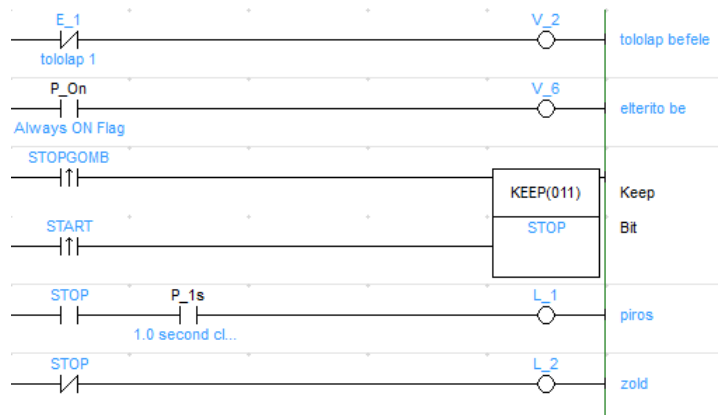 E_1 V_2
tololap 1 tololap befele
P_On V_6
Always ON Flag elterito be
STOPGOMB
KEEP(011) Keep
START STOP Bit
STOP P_1s L_1
1.0 second cl... piros
STOP L_2
zold